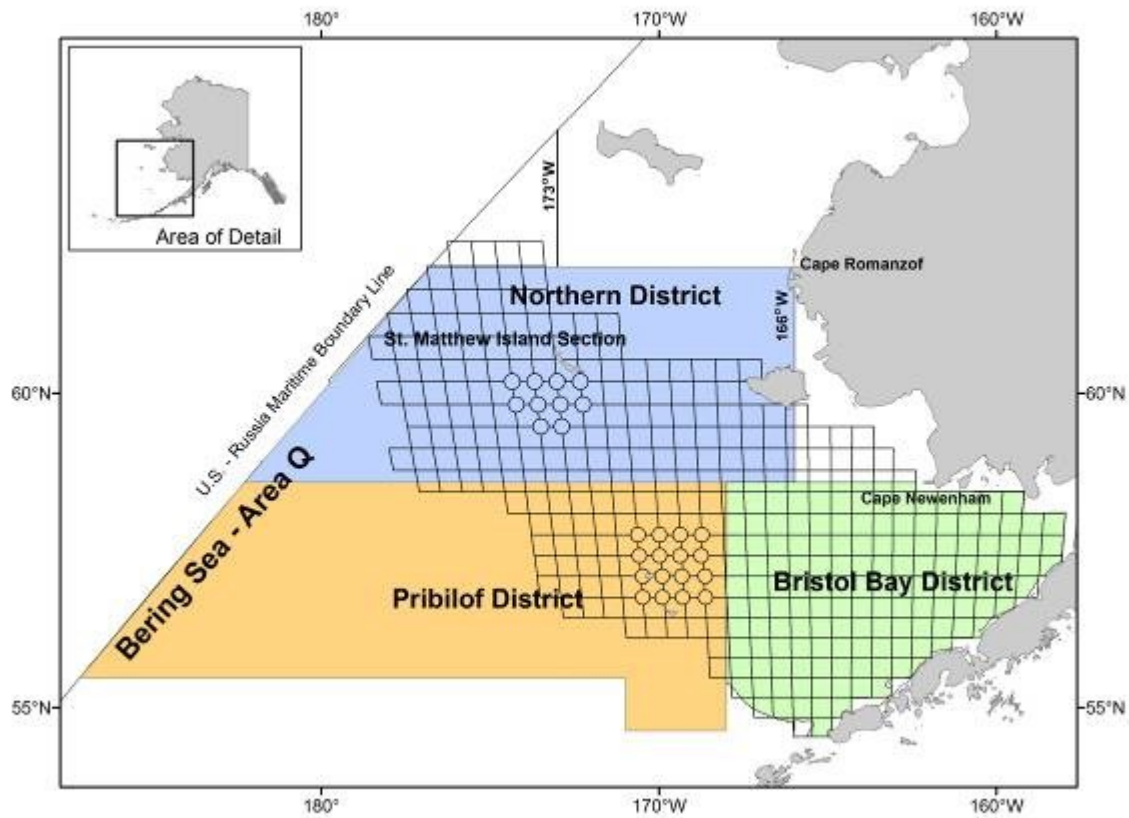 180°
170°W
160°W
Area of Detail
173°W
Cape Romanzof
Northern District
166°W
St. Matthew Island Section
U.S. - Russia Maritime Boundary Line
60°N
60°N
Bering Sea - Area Q
Cape Newenham
Pribilof District
Bristol Bay District
55°N
55°N
180°
170°W
160°W